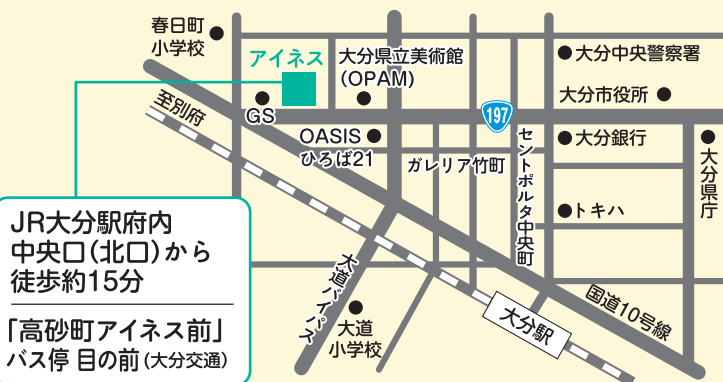 春日町
小学校
アイネス
大分県立美術館
(OPAM)
大分中央警察署
大分市役所
至別府
GS
197
OASIS
ひろば21
ガレリア竹町
セントポルタ中央町
大分銀行
大分県庁
トキハ
JR大分駅府内
中央口(北口)から
徒歩約15分
「高砂町アイネス前」
バス停 目の前(大分交通)
大道バイパス
大道
小学校
大分駅
国道10号線